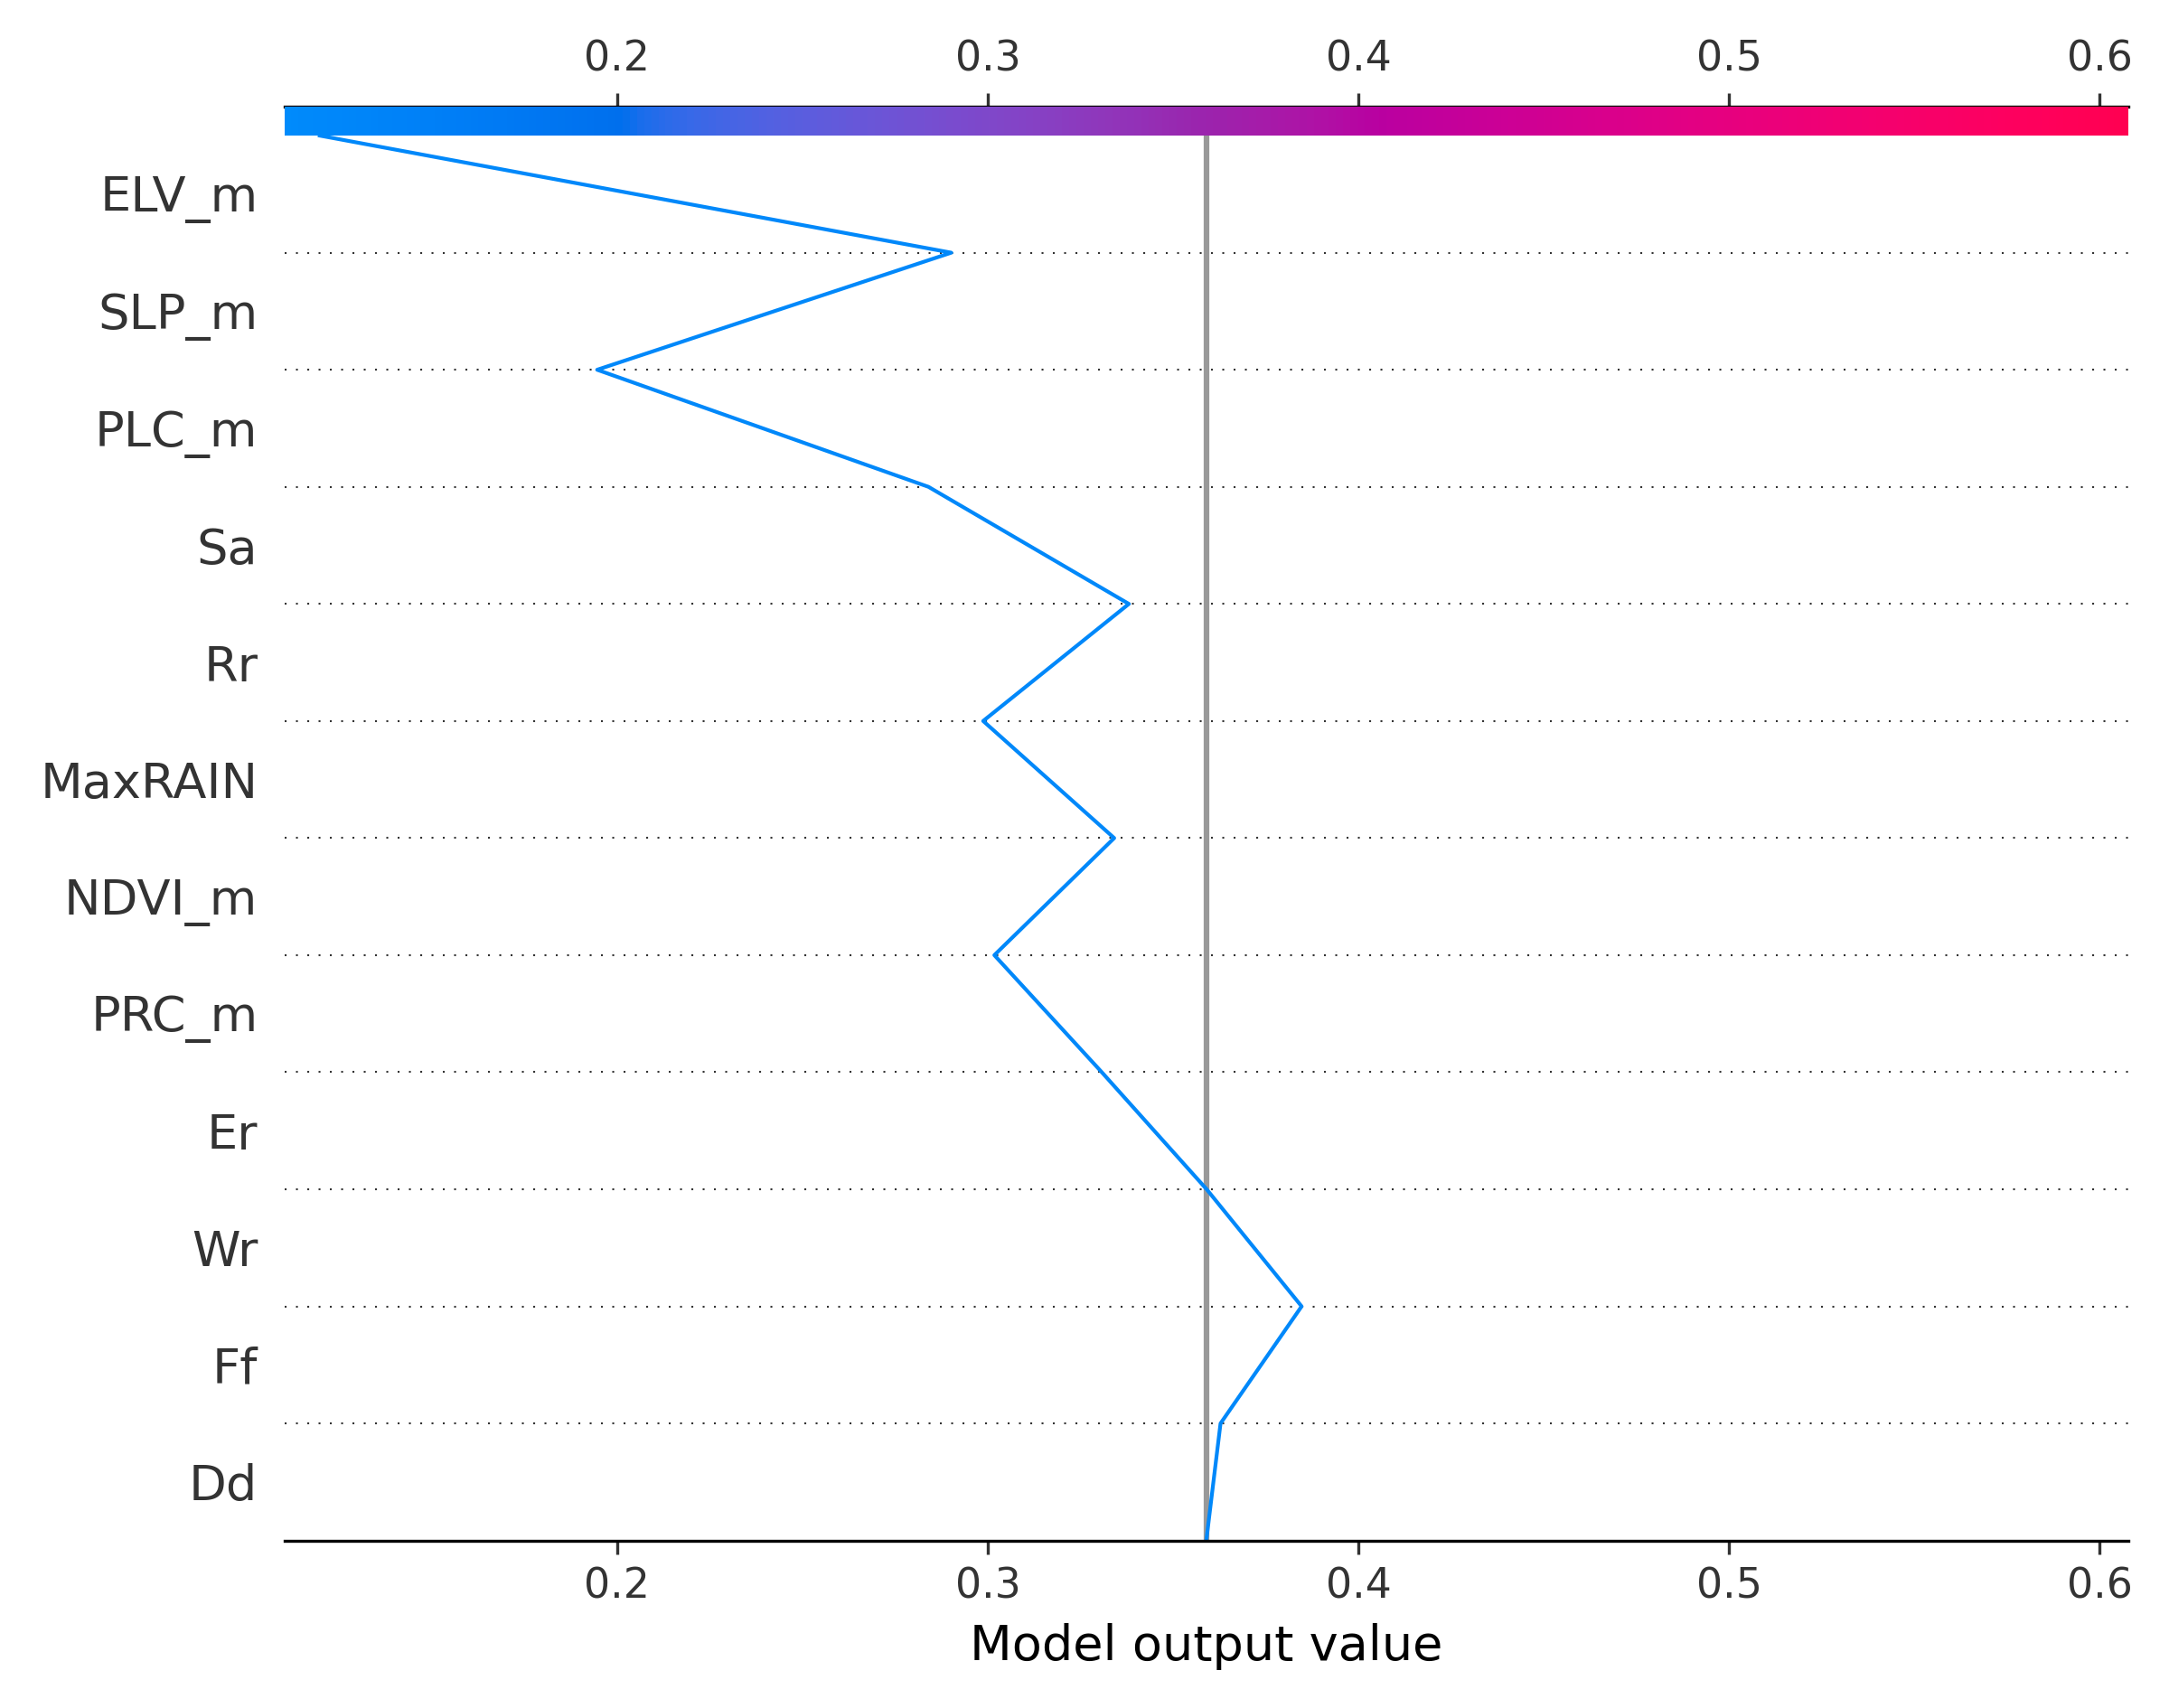 0.2 0.3 0.4 0.5 0.6
ELV_m
SLP_m
PLC_m
Sa
Rr
MaxRAIN
NDVI_m
PRC_m
Er
Wr
Ff
Dd
0.2 0.3 0.4 0.5 0.6
Model output value